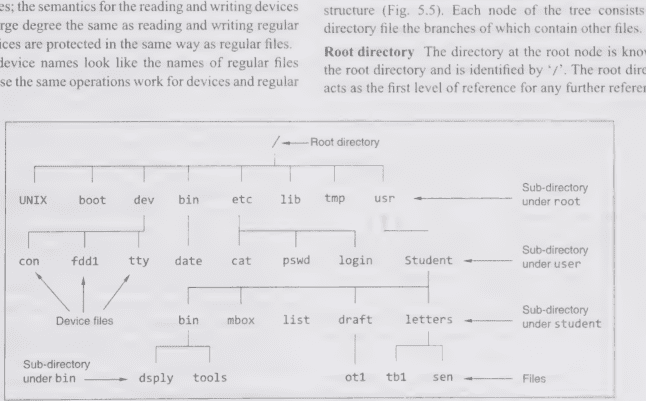 es; the semantics for the reading and writing devices
rge degree the same as reading and writing regular
ices are protected in the same way as regular files.
device names look like the names of regular files
se the same operations work for devices and regular
structure (Fig. 5.5). Each node of the tree consists
directory file the branches of which contain other files.
Root directory The directory at the root node is know
the root directory and is identified by ‘/’. The root direc
acts as the first level of reference for any further referen
/ Root directory
UNIX boot dev bin etc lib tmp usr
Sub-directory
under root
con fdd1 tty date cat pswd login Student
Sub-directory
under user
Device files
bin mbox list draft letters
Sub-directory
under student
Sub-directory
under bin
dsply tools ot1 tb1 sen Files